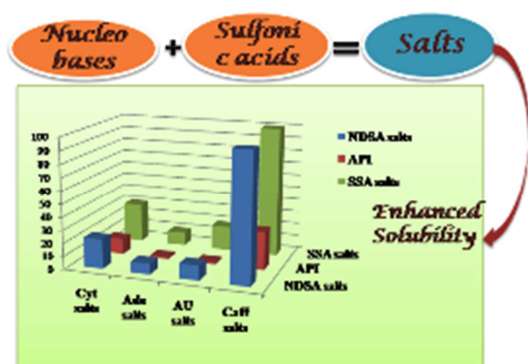 Nucleo
bases
+
Sulfoni
c acids
=
Salts
100
90
80
70
60
50
40
30
20
10
0
NDSA salts
API
SSA salts
Enhanced
Solubility
SSA salts
API
NDSA salts
Cyt
salts
Ade
salts
AU
salts
Caff
salts